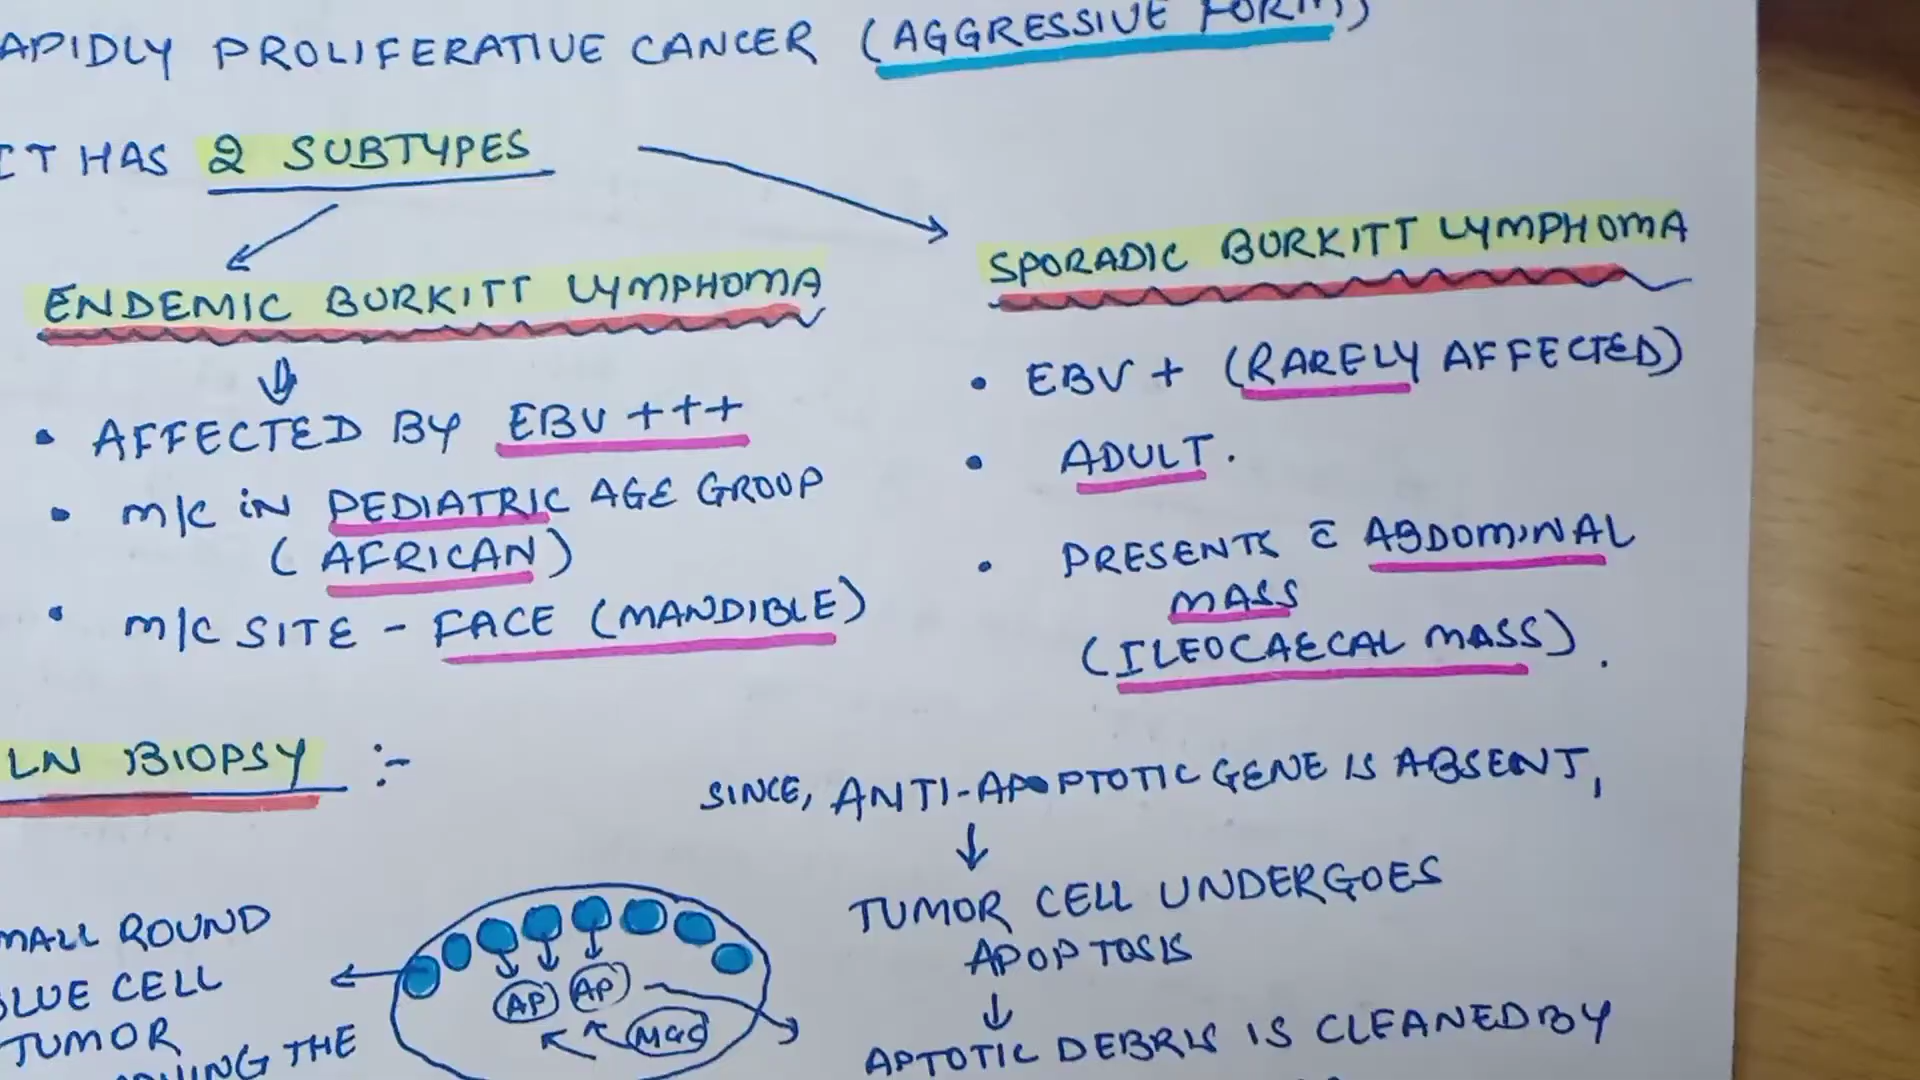 APIDLY PROLIFERATIVE CANCER (AGGRESSIVE FORM)
IT HAS 2 SUBTYPES
ENDEMIC BURKITT LYMPHOMA
• AFFECTED BY EBV +++
• M/C IN PEDIATRIC AGE GROUP
(AFRICAN)
• M/C SITE - FACE (MANDIBLE)
SPORADIC BURKITT LYMPHOMA
• EBV + (RARELY AFFECTED)
• ADULT.
• PRESENTS c̄ ABDOMINAL
MASS
(ILEOCAECAL MASS).
LN BIOPSY :-
MALL ROUND
BLUE CELL
TUMOR
THE
AP AP
SINCE, ANTI-APOPTOTIC GENE IS ABSENT,
TUMOR CELL UNDERGOES
APOPTOSIS
APTOTIC DEBRIS IS CLEANED BY